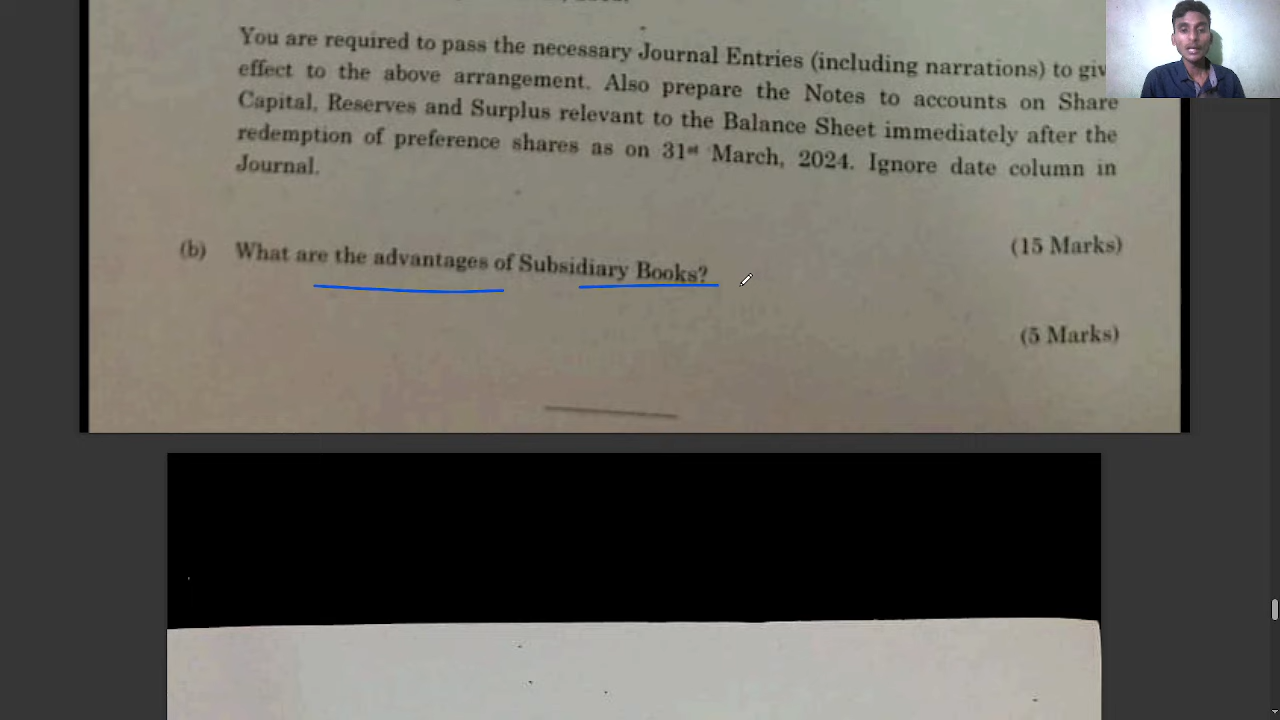 You are required to pass the necessary Journal Entries (including narrations) to giv
effect to the above arrangement. Also prepare the Notes to accounts on Share
Capital, Reserves and Surplus relevant to the Balance Sheet immediately after the
redemption of preference shares as on 31st March, 2024. Ignore date column in
Journal.
(15 Marks)
(b) What are the advantages of Subsidiary Books?
(5 Marks)